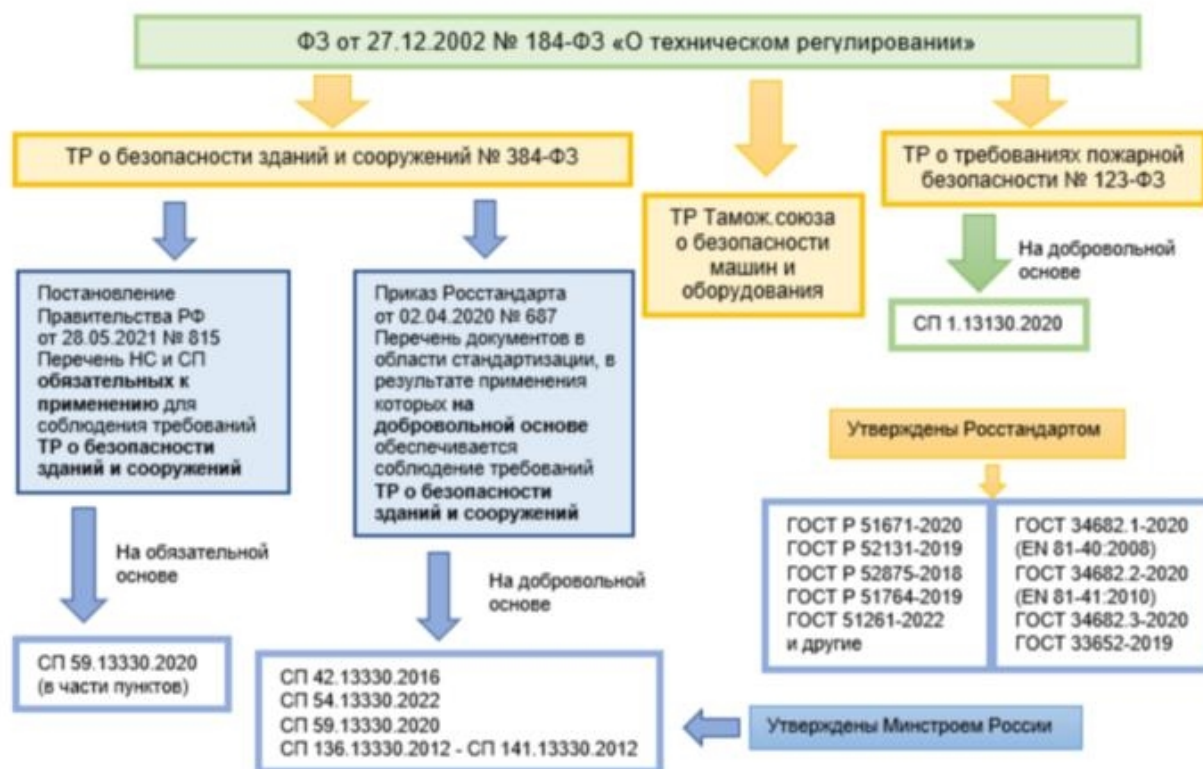 ФЗ от 27.12.2002 № 184-ФЗ «О техническом регулировании»
ТР о безопасности зданий и сооружений № 384-ФЗ
ТР Тамож.союза
о безопасности
машин и
оборудования
ТР о требованиях пожарной
безопасности № 123-ФЗ
На добровольной
основе
СП 1.13130.2020
Постановление
Правительства РФ
от 28.05.2021 № 815
Перечень НС и СП
обязательных к
применению для
соблюдения требований
ТР о безопасности
зданий и сооружений
Приказ Росстандарта
от 02.04.2020 № 687
Перечень документов в
области стандартизации, в
результате применения
которых на
добровольной основе
обеспечивается
соблюдение требований
ТР о безопасности
зданий и сооружений
На обязательной
основе
На добровольной
основе
СП 59.13330.2020
(в части пунктов)
СП 42.13330.2016
СП 54.13330.2022
СП 59.13330.2020
СП 136.13330.2012 - СП 141.13330.2012
Утверждены Минстроем России
Утверждены Росстандартом
ГОСТ Р 51671-2020
ГОСТ Р 52131-2019
ГОСТ Р 52875-2018
ГОСТ Р 51764-2019
ГОСТ 51261-2022
и другие
ГОСТ 34682.1-2020
(EN 81-40:2008)
ГОСТ 34682.2-2020
(EN 81-41:2010)
ГОСТ 34682.3-2020
ГОСТ 33652-2019